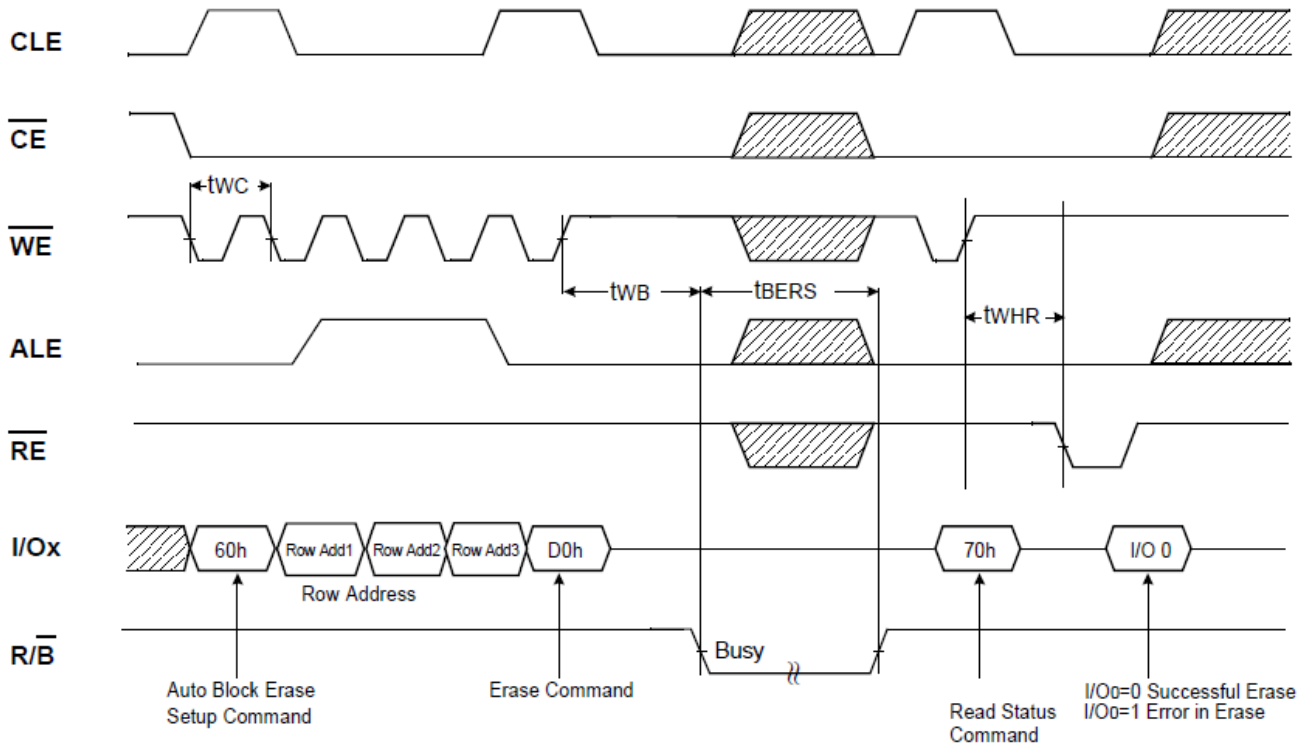 CLE
CE
tWC
WE
tWB
tBERS
tWHR
ALE
RE
I/Ox
60h
Row Add1
Row Add2
Row Add3
D0h
70h
I/O 0
Row Address
R/B
Busy
Auto Block Erase
Setup Command
Erase Command
Read Status
Command
I/O0=0 Successful Erase
I/O0=1 Error in Erase